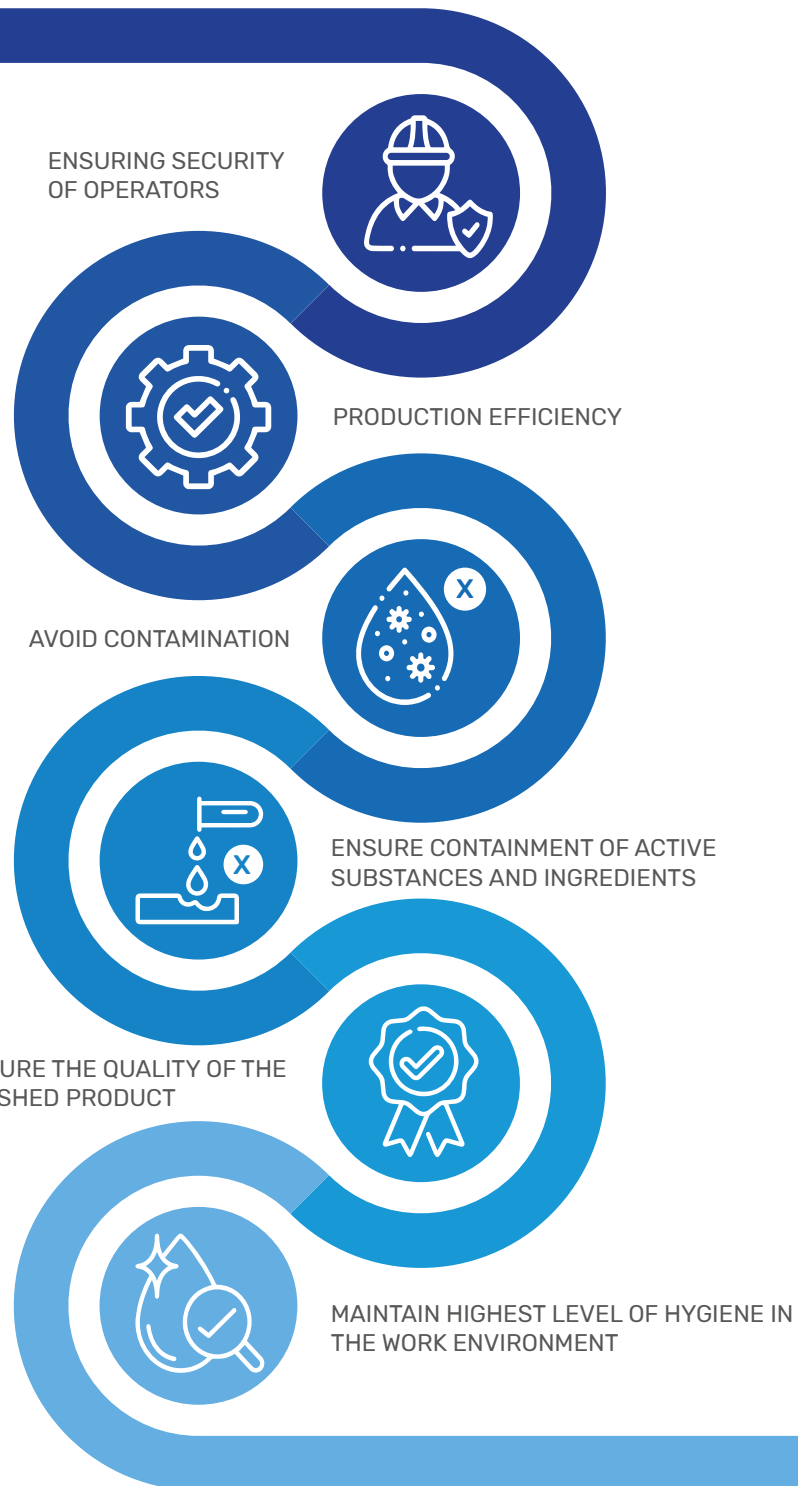 ENSURING SECURITY
OF OPERATORS
PRODUCTION EFFICIENCY
X
AVOID CONTAMINATION
X
ENSURE CONTAINMENT OF ACTIVE
SUBSTANCES AND INGREDIENTS
URE THE QUALITY OF THE
SHED PRODUCT
MAINTAIN HIGHEST LEVEL OF HYGIENE IN
THE WORK ENVIRONMENT